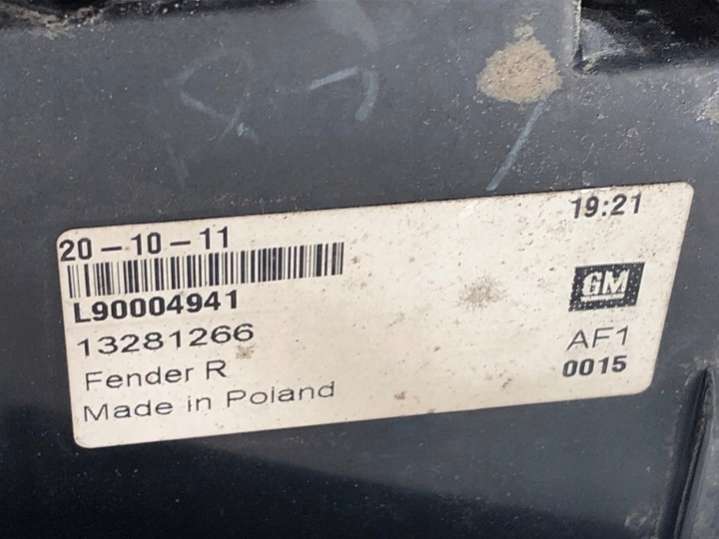 20-10-11 19:21
L90004941
13281266
GM
Fender R
AF1
Made in Poland
0015